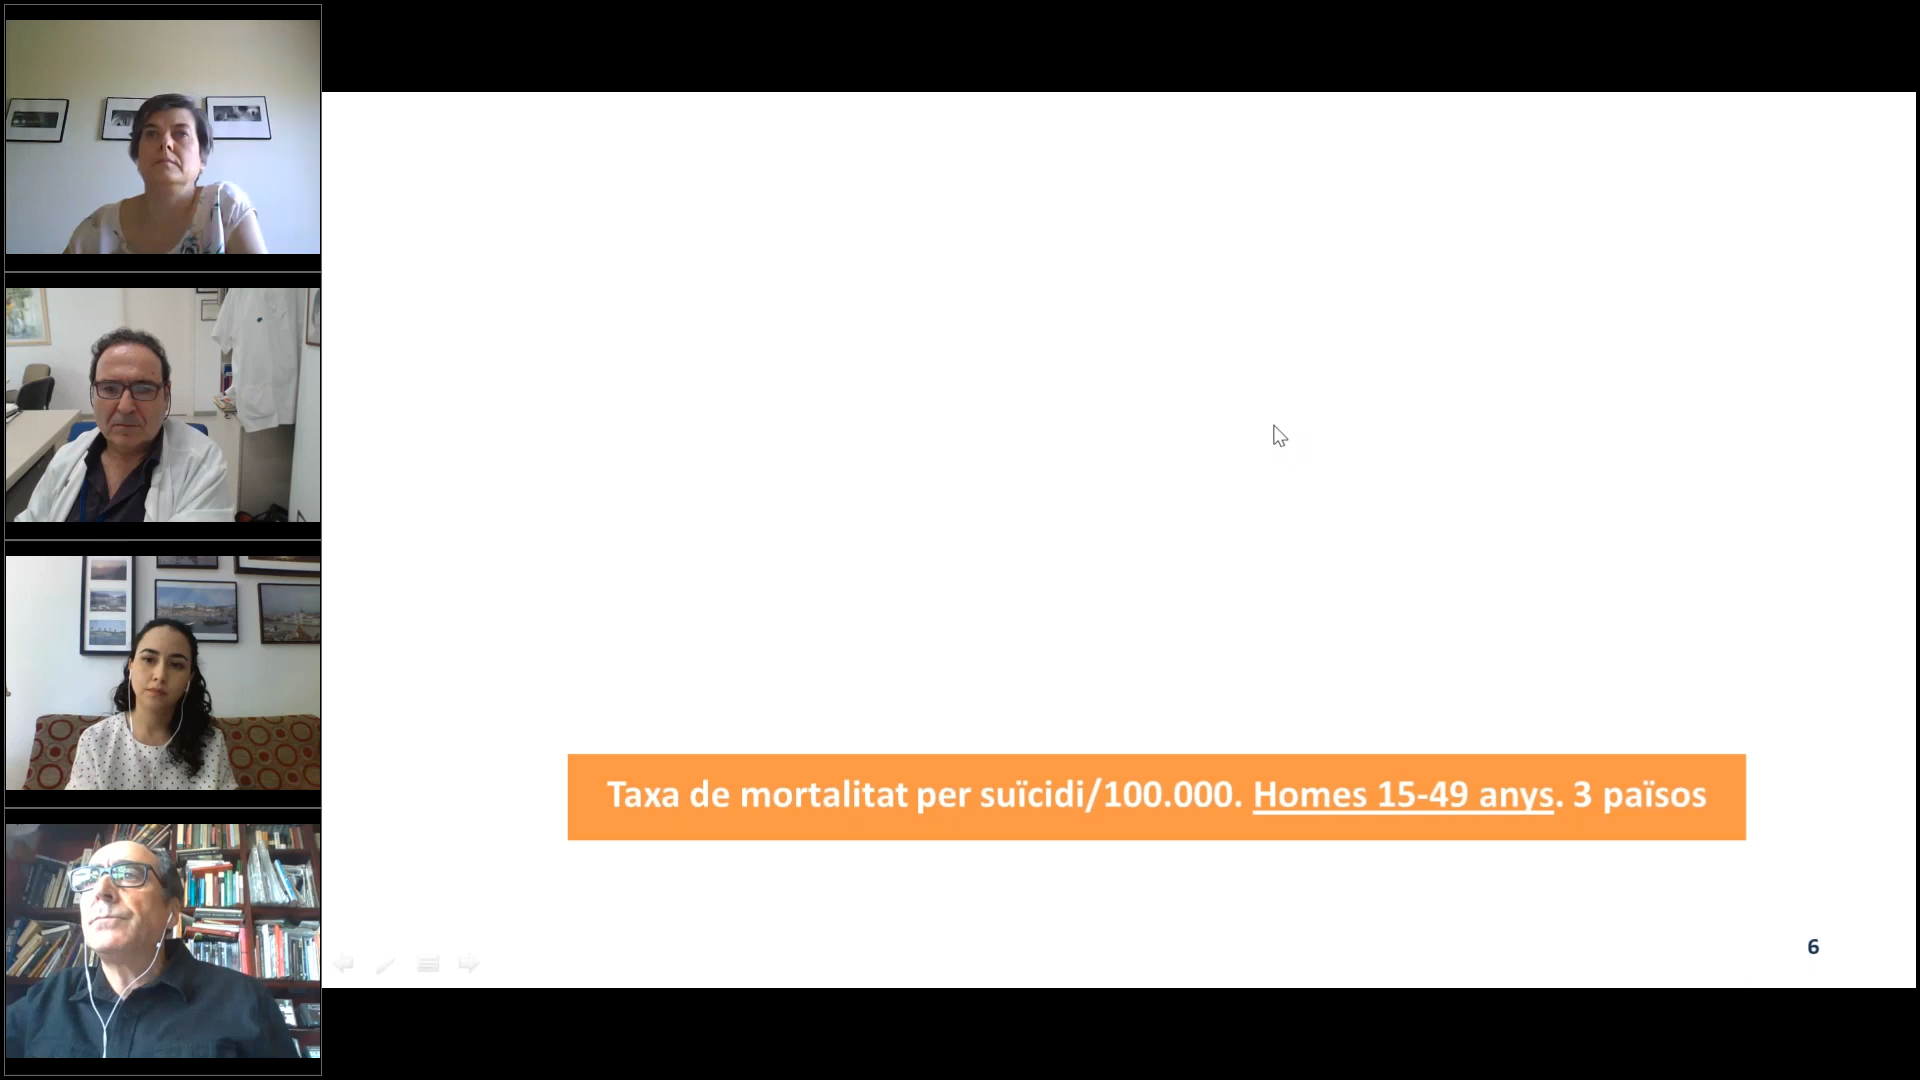 Taxa de mortalitat per suïcidi/100.000. Homes 15-49 anys. 3 països
6